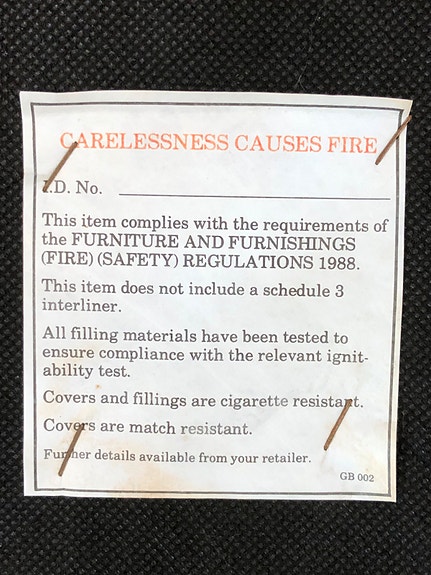 CARELESSNESS CAUSES FIRE
I.D. No.
This item complies with the requirements of
the FURNITURE AND FURNISHINGS
(FIRE) (SAFETY) REGULATIONS 1988.
This item does not include a schedule 3
interliner.
All filling materials have been tested to
ensure compliance with the relevant ignit-
ability test.
Covers and fillings are cigarette resistant.
Covers are match resistant.
Further details available from your retailer.
GB 002